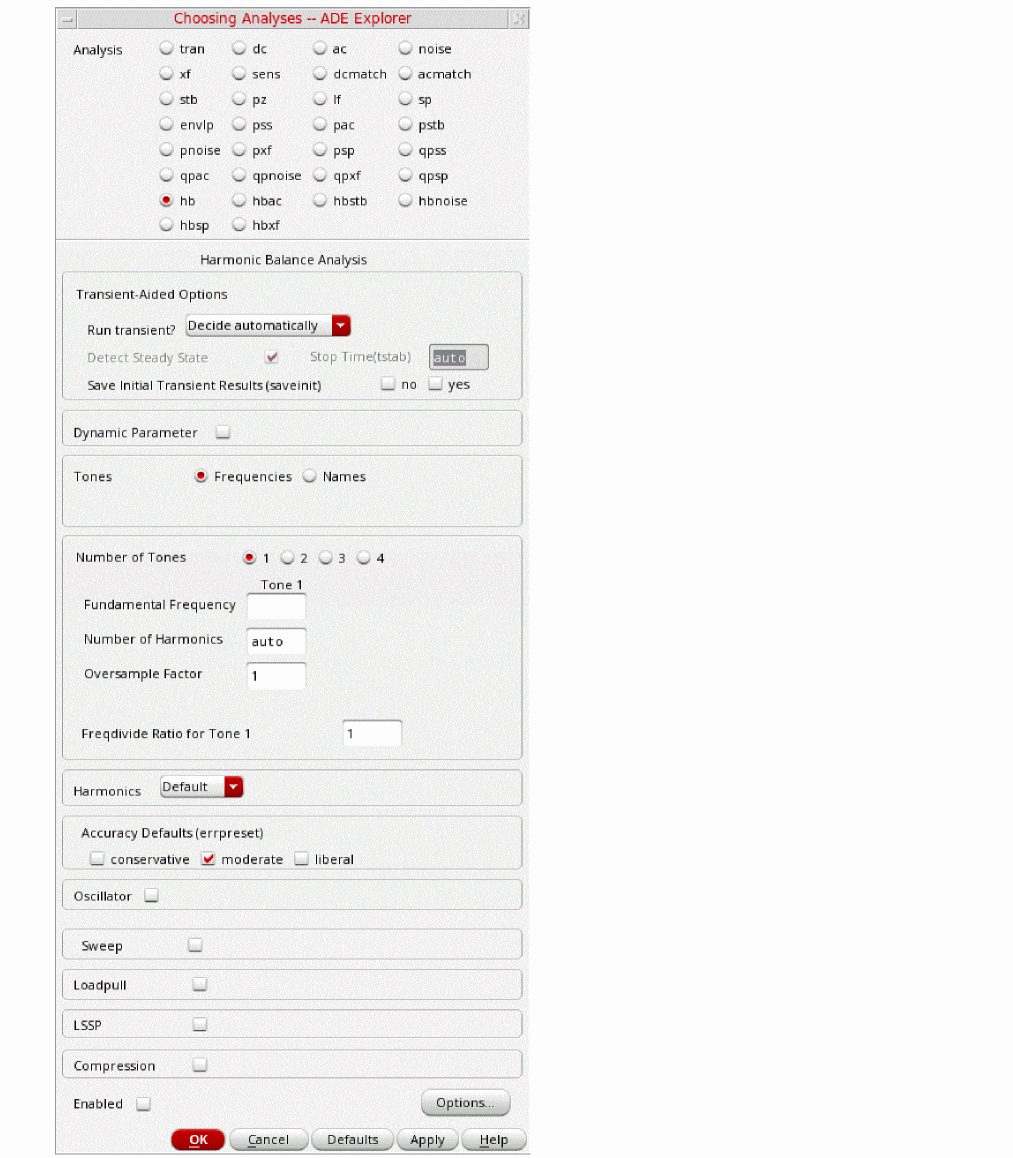 Choosing Analyses -- ADE Explorer
Analysis tran dc ac noise
xf sens dcmatch acmatch
stb pz lf sp
envlp pss pac pstb
pnoise pxf psp qpss
qpac qpnoise qpxf qpsp
hb hbac hbstb hbnoise
hbsp hbxf
Harmonic Balance Analysis
Transient-Aided Options
Run transient? Decide automatically
Detect Steady State Stop Time(tstab) auto
Save Initial Transient Results (saveinit) no yes
Dynamic Parameter
Tones Frequencies Names
Number of Tones 1 2 3 4
Tone 1
Fundamental Frequency
Number of Harmonics auto
Oversample Factor 1
Freqdivide Ratio for Tone 1 1
Harmonics Default
Accuracy Defaults (errpreset)
conservative moderate liberal
Oscillator
Sweep
Loadpull
LSSP
Compression
Enabled Options...
OK Cancel Defaults Apply Help